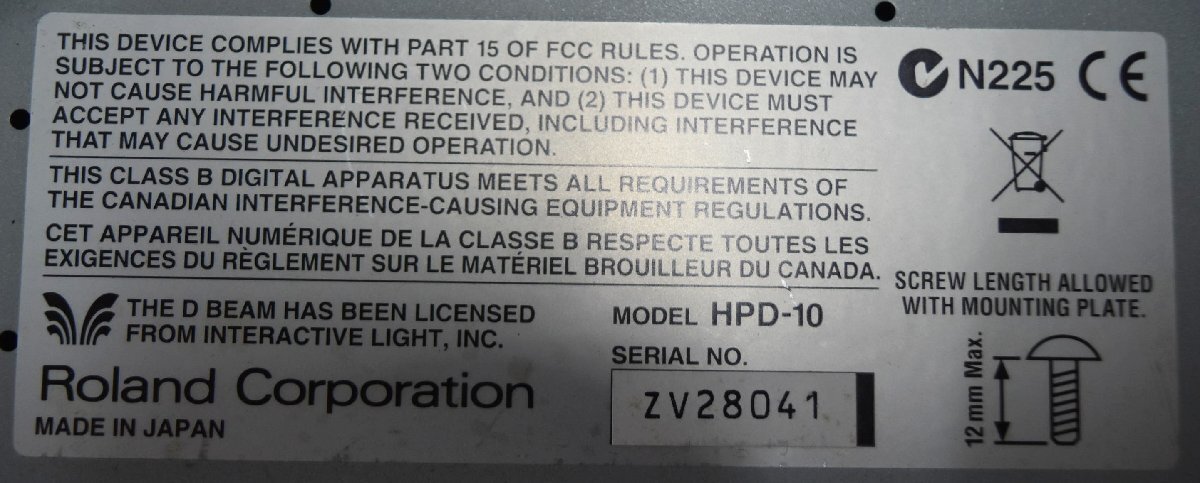 THIS DEVICE COMPLIES WITH PART 15 OF FCC RULES. OPERATION IS
SUBJECT TO THE FOLLOWING TWO CONDITIONS: (1) THIS DEVICE MAY
NOT CAUSE HARMFUL INTERFERENCE, AND (2) THIS DEVICE MUST
ACCEPT ANY INTERFERENCE RECEIVED, INCLUDING INTERFERENCE
THAT MAY CAUSE UNDESIRED OPERATION.
N225 CE
THIS CLASS B DIGITAL APPARATUS MEETS ALL REQUIREMENTS OF
THE CANADIAN INTERFERENCE-CAUSING EQUIPMENT REGULATIONS.
CET APPAREIL NUMÉRIQUE DE LA CLASSE B RESPECTE TOUTES LES
EXIGENCES DU RÈGLEMENT SUR LE MATÉRIEL BROUILLEUR DU CANADA.
THE D BEAM HAS BEEN LICENSED
FROM INTERACTIVE LIGHT, INC.
Roland Corporation
MADE IN JAPAN
MODEL HPD-10
SERIAL NO.
ZV28041
SCREW LENGTH ALLOWED
WITH MOUNTING PLATE.
12 mm Max.